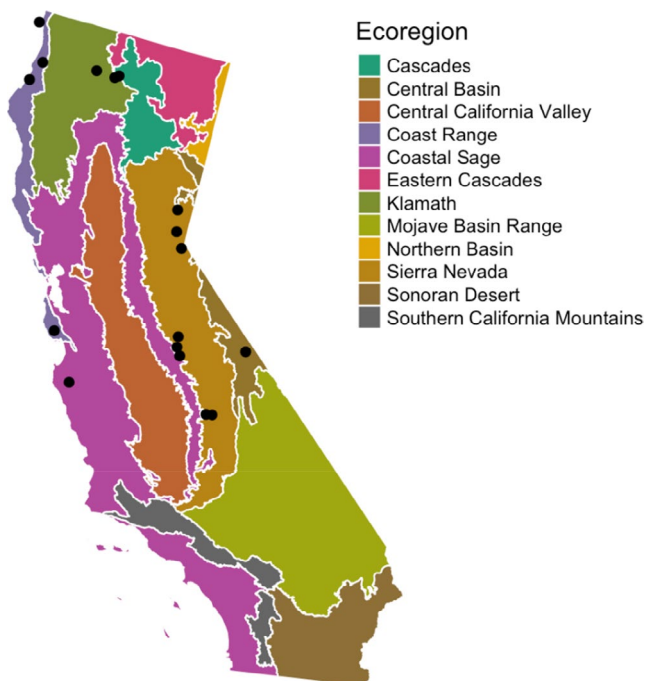 Ecoregion
Cascades
Central Basin
Central California Valley
Coast Range
Coastal Sage
Eastern Cascades
Klamath
Mojave Basin Range
Northern Basin
Sierra Nevada
Sonoran Desert
Southern California Mountains